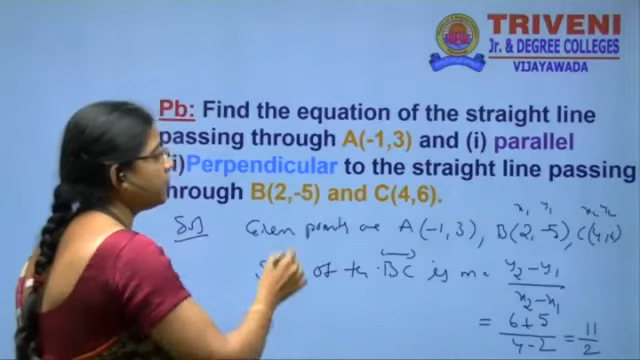 TRIVENI
Jr. & DEGREE COLLEGES
VIJAYAWADA
Pb: Find the equation of the straight line
passing through A(-1,3) and (i) parallel
i)Perpendicular to the straight line passing
through B(2,-5) and C(4,6).
x₁ y₁ x₂ y₂
Sol Given points are A(-1,3), B(2,-5), C(4,6)
of the BC is m = y₂-y₁
x₂-x₁
= 6+5 = 11
4-2 2